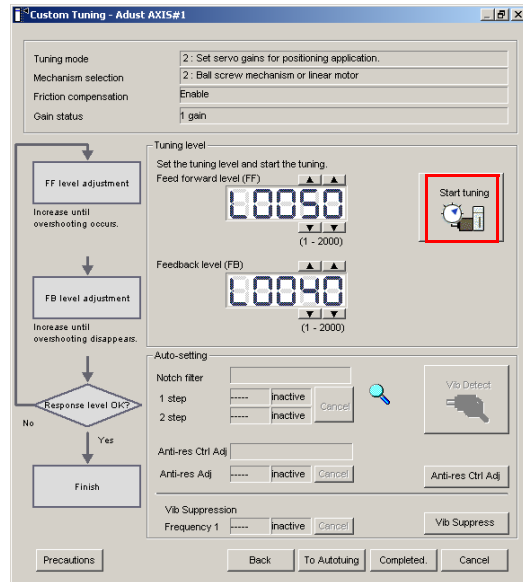 Custom Tuning - Adust AXIS#1
Tuning mode
2 : Set servo gains for positioning application.
Mechanism selection
2 : Ball screw mechanism or linear motor
Friction compensation
Enable
Gain status
1 gain
FF level adjustment
Increase until
overshooting occurs.
FB level adjustment
Increase until
overshooting disappears.
Response level OK?
No
Yes
Finish
Tuning level
Set the tuning level and start the tuning.
Feed forward level (FF)
L0050
(1 - 2000)
Feedback level (FB)
L0040
(1 - 2000)
Start tuning
Auto-setting
Notch filter
1 step ----- inactive
2 step ----- inactive
Cancel
Vib Detect
Anti-res Ctrl Adj
Anti-res Adj ----- inactive Cancel
Anti-res Ctrl Adj
Vib Suppression
Frequency 1 ----- inactive Cancel
Vib Suppress
Precautions
Back
To Autotuing
Completed.
Cancel